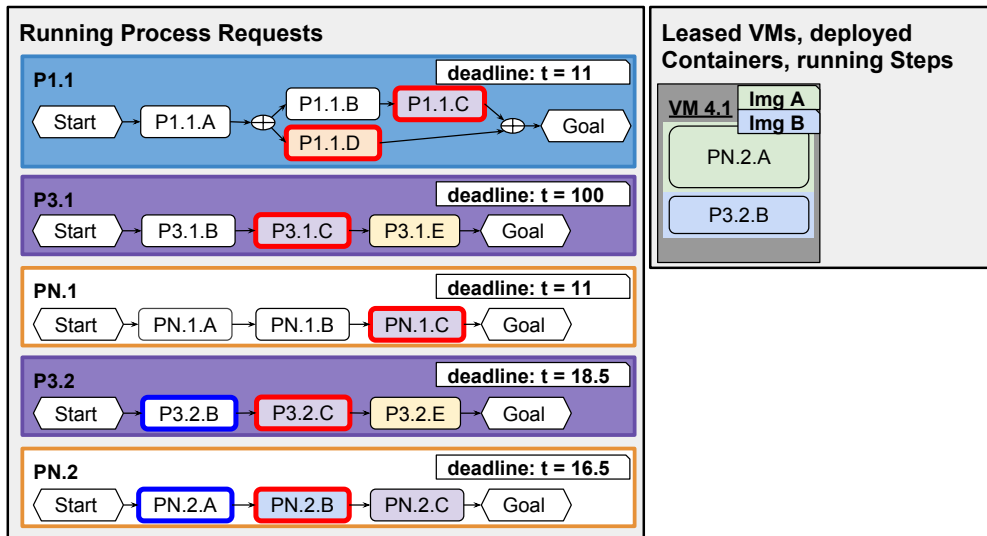 Running Process Requests
P1.1
deadline: t = 11
Start
P1.1.A
P1.1.B
P1.1.C
P1.1.D
Goal
P3.1
deadline: t = 100
Start
P3.1.B
P3.1.C
P3.1.E
Goal
PN.1
deadline: t = 11
Start
PN.1.A
PN.1.B
PN.1.C
Goal
P3.2
deadline: t = 18.5
Start
P3.2.B
P3.2.C
P3.2.E
Goal
PN.2
deadline: t = 16.5
Start
PN.2.A
PN.2.B
PN.2.C
Goal
Leased VMs, deployed
Containers, running Steps
VM 4.1
Img A
Img B
PN.2.A
P3.2.B